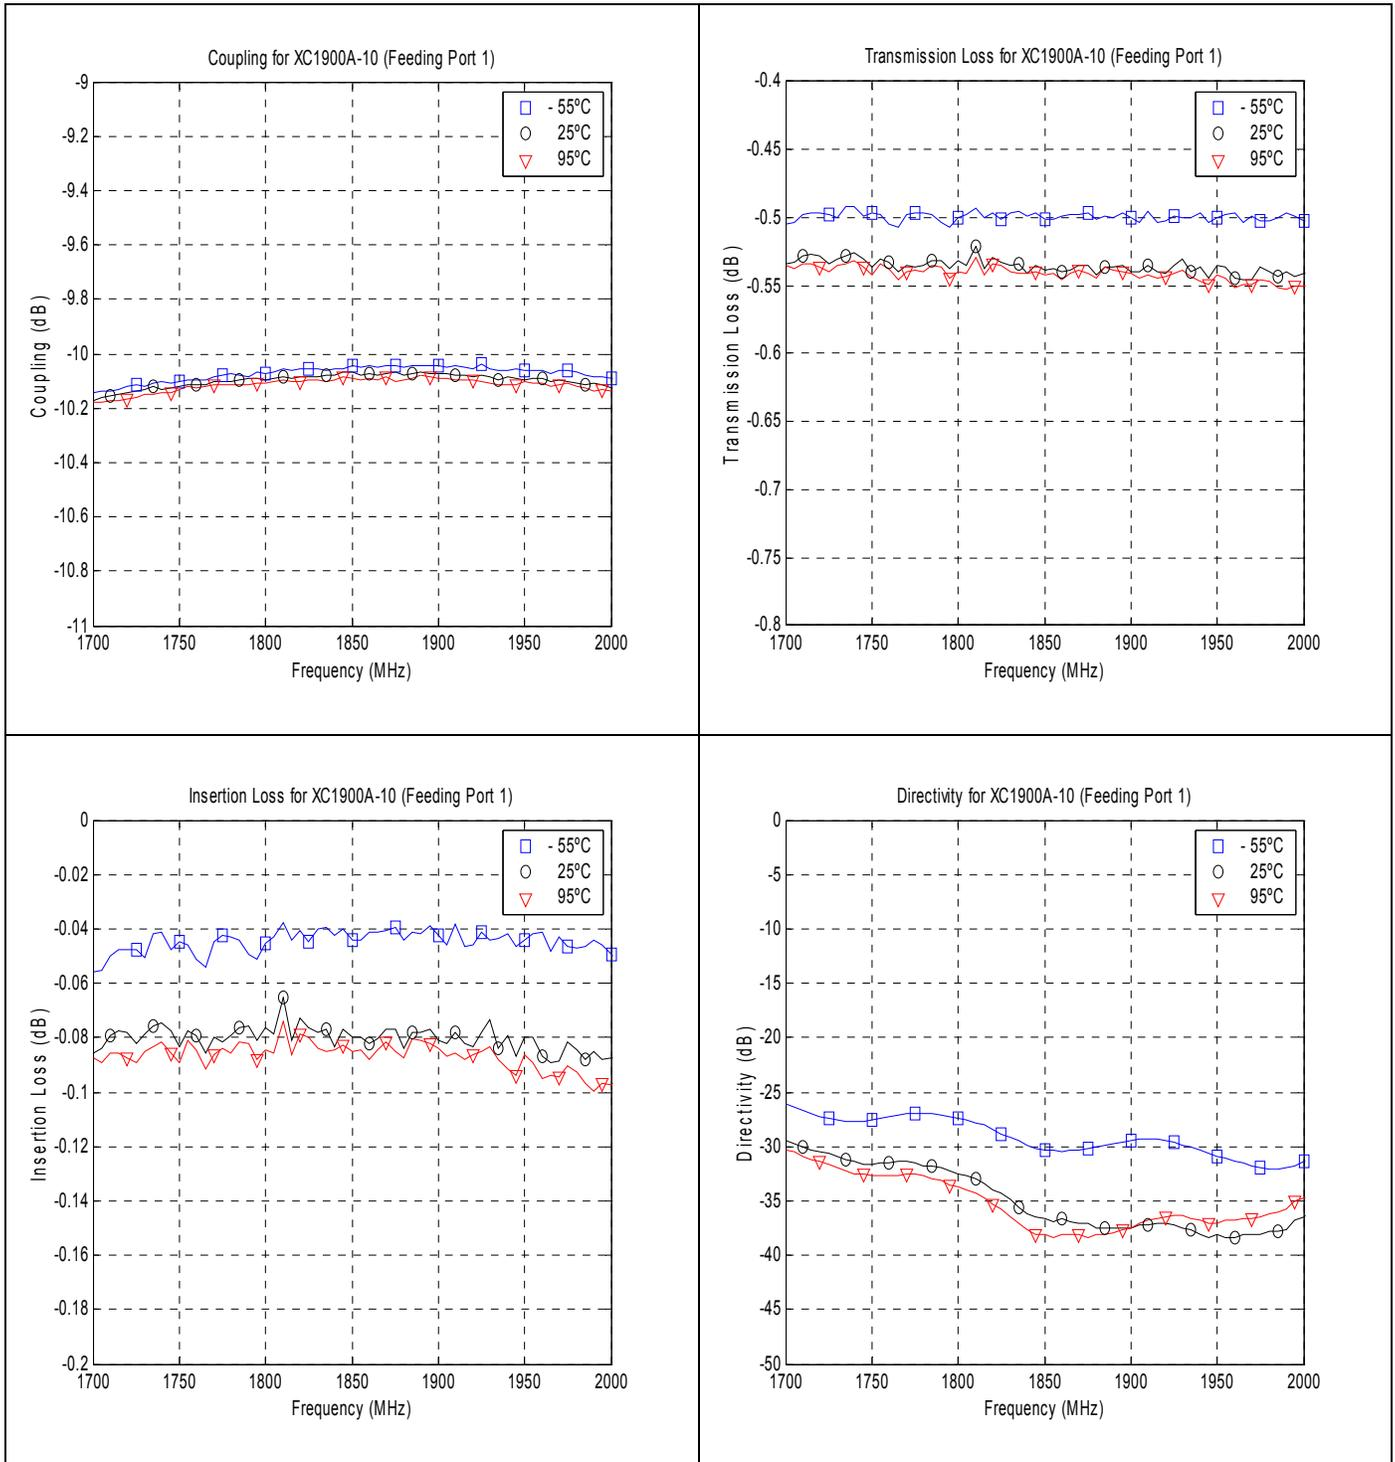 Coupling for XC1900A-10 (Feeding Port 1)
-9
-9.2
-9.4
-9.6
-9.8
-10
-10.2
-10.4
-10.6
-10.8
-11
Coupling (dB)
- 55ºC
25ºC
95ºC
1700 1750 1800 1850 1900 1950 2000
Frequency (MHz)
Transmission Loss for XC1900A-10 (Feeding Port 1)
-0.4
-0.45
-0.5
-0.55
-0.6
-0.65
-0.7
-0.75
-0.8
Transmission Loss (dB)
- 55ºC
25ºC
95ºC
1700 1750 1800 1850 1900 1950 2000
Frequency (MHz)
Insertion Loss for XC1900A-10 (Feeding Port 1)
0
-0.02
-0.04
-0.06
-0.08
-0.1
-0.12
-0.14
-0.16
-0.18
-0.2
Insertion Loss (dB)
- 55ºC
25ºC
95ºC
1700 1750 1800 1850 1900 1950 2000
Frequency (MHz)
Directivity for XC1900A-10 (Feeding Port 1)
0
-5
-10
-15
-20
-25
-30
-35
-40
-45
-50
Directivity (dB)
- 55ºC
25ºC
95ºC
1700 1750 1800 1850 1900 1950 2000
Frequency (MHz)